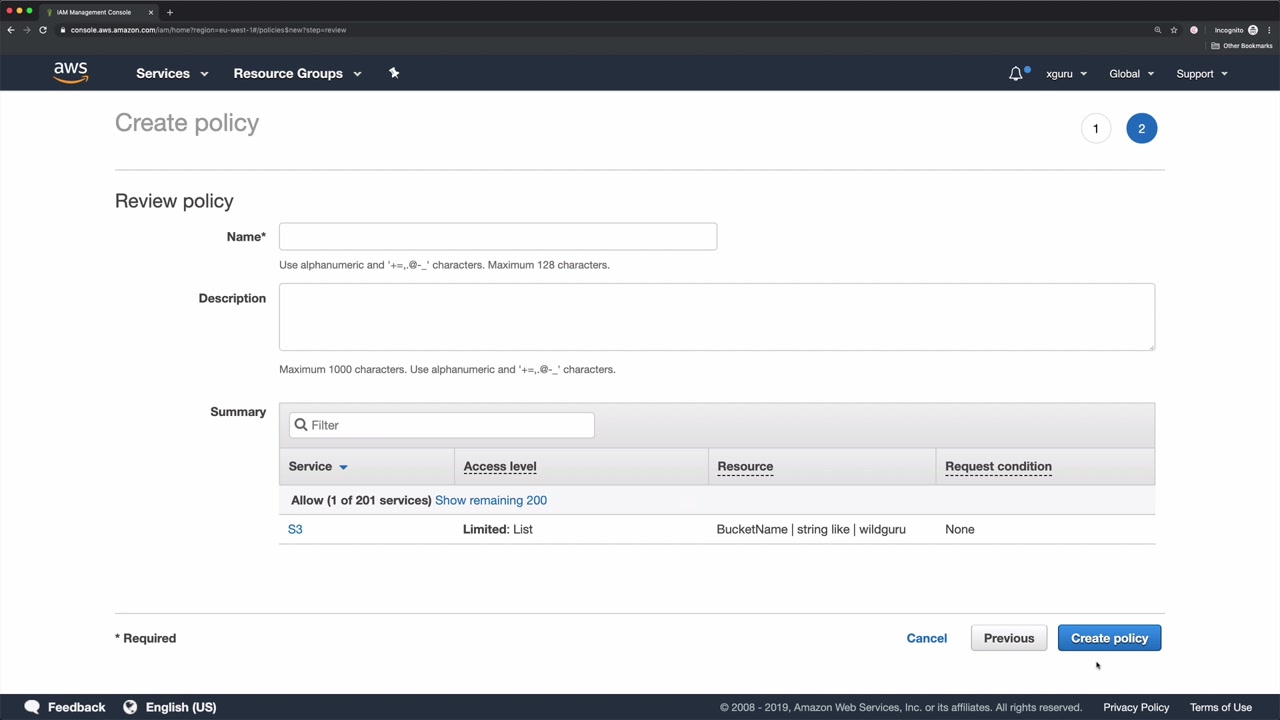 IAM Management Console
console.aws.amazon.com/iam/home?region=eu-west-1#/policies$new?step=review
Incognito
Other Bookmarks
aws
Services
Resource Groups
xguru
Global
Support
Create policy
1
2
Review policy
Name*
Use alphanumeric and '+=,.@-_' characters. Maximum 128 characters.
Description
Maximum 1000 characters. Use alphanumeric and '+=,.@-_' characters.
Summary
Filter
Service Access level Resource Request condition
Allow (1 of 201 services) Show remaining 200
S3 Limited: List BucketName | string like | wildguru None
* Required
Cancel
Previous
Create policy
Feedback
English (US)
© 2008 - 2019, Amazon Web Services, Inc. or its affiliates. All rights reserved.
Privacy Policy
Terms of Use